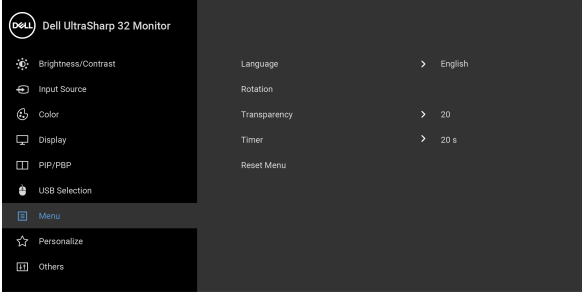 DELL Dell UltraSharp 32 Monitor
Brightness/Contrast
Input Source
Color
Display
PIP/PBP
USB Selection
Menu
Personalize
Others
Language > English
Rotation
Transparency > 20
Timer > 20 s
Reset Menu